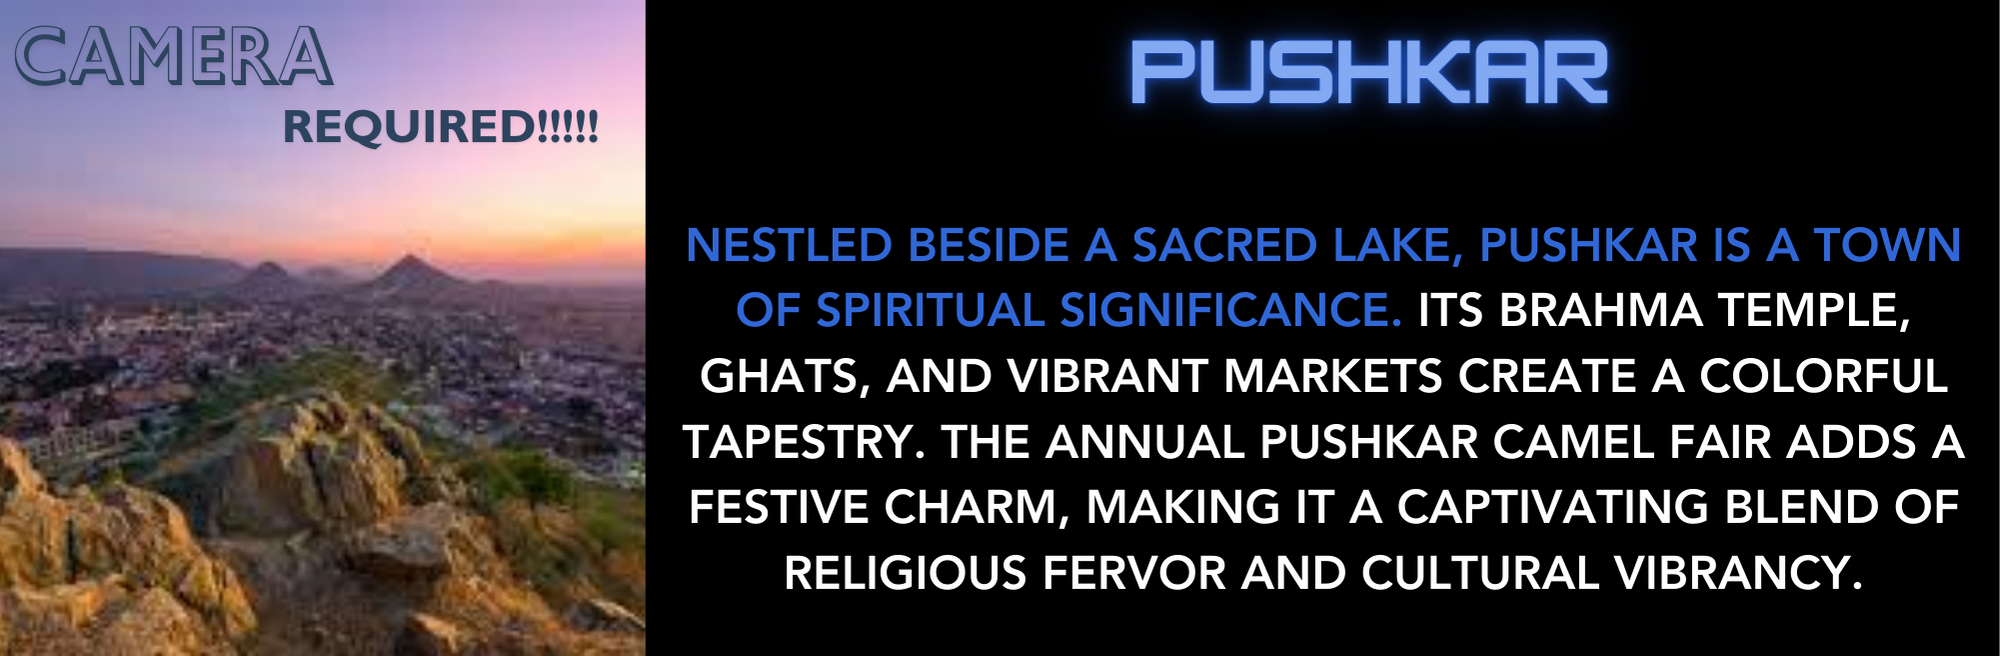 CAMERA
REQUIRED!!!!!
PUSHKAR
NESTLED BESIDE A SACRED LAKE, PUSHKAR IS A TOWN
OF SPIRITUAL SIGNIFICANCE. ITS BRAHMA TEMPLE,
GHATS, AND VIBRANT MARKETS CREATE A COLORFUL
TAPESTRY. THE ANNUAL PUSHKAR CAMEL FAIR ADDS A
FESTIVE CHARM, MAKING IT A CAPTIVATING BLEND OF
RELIGIOUS FERVOR AND CULTURAL VIBRANCY.